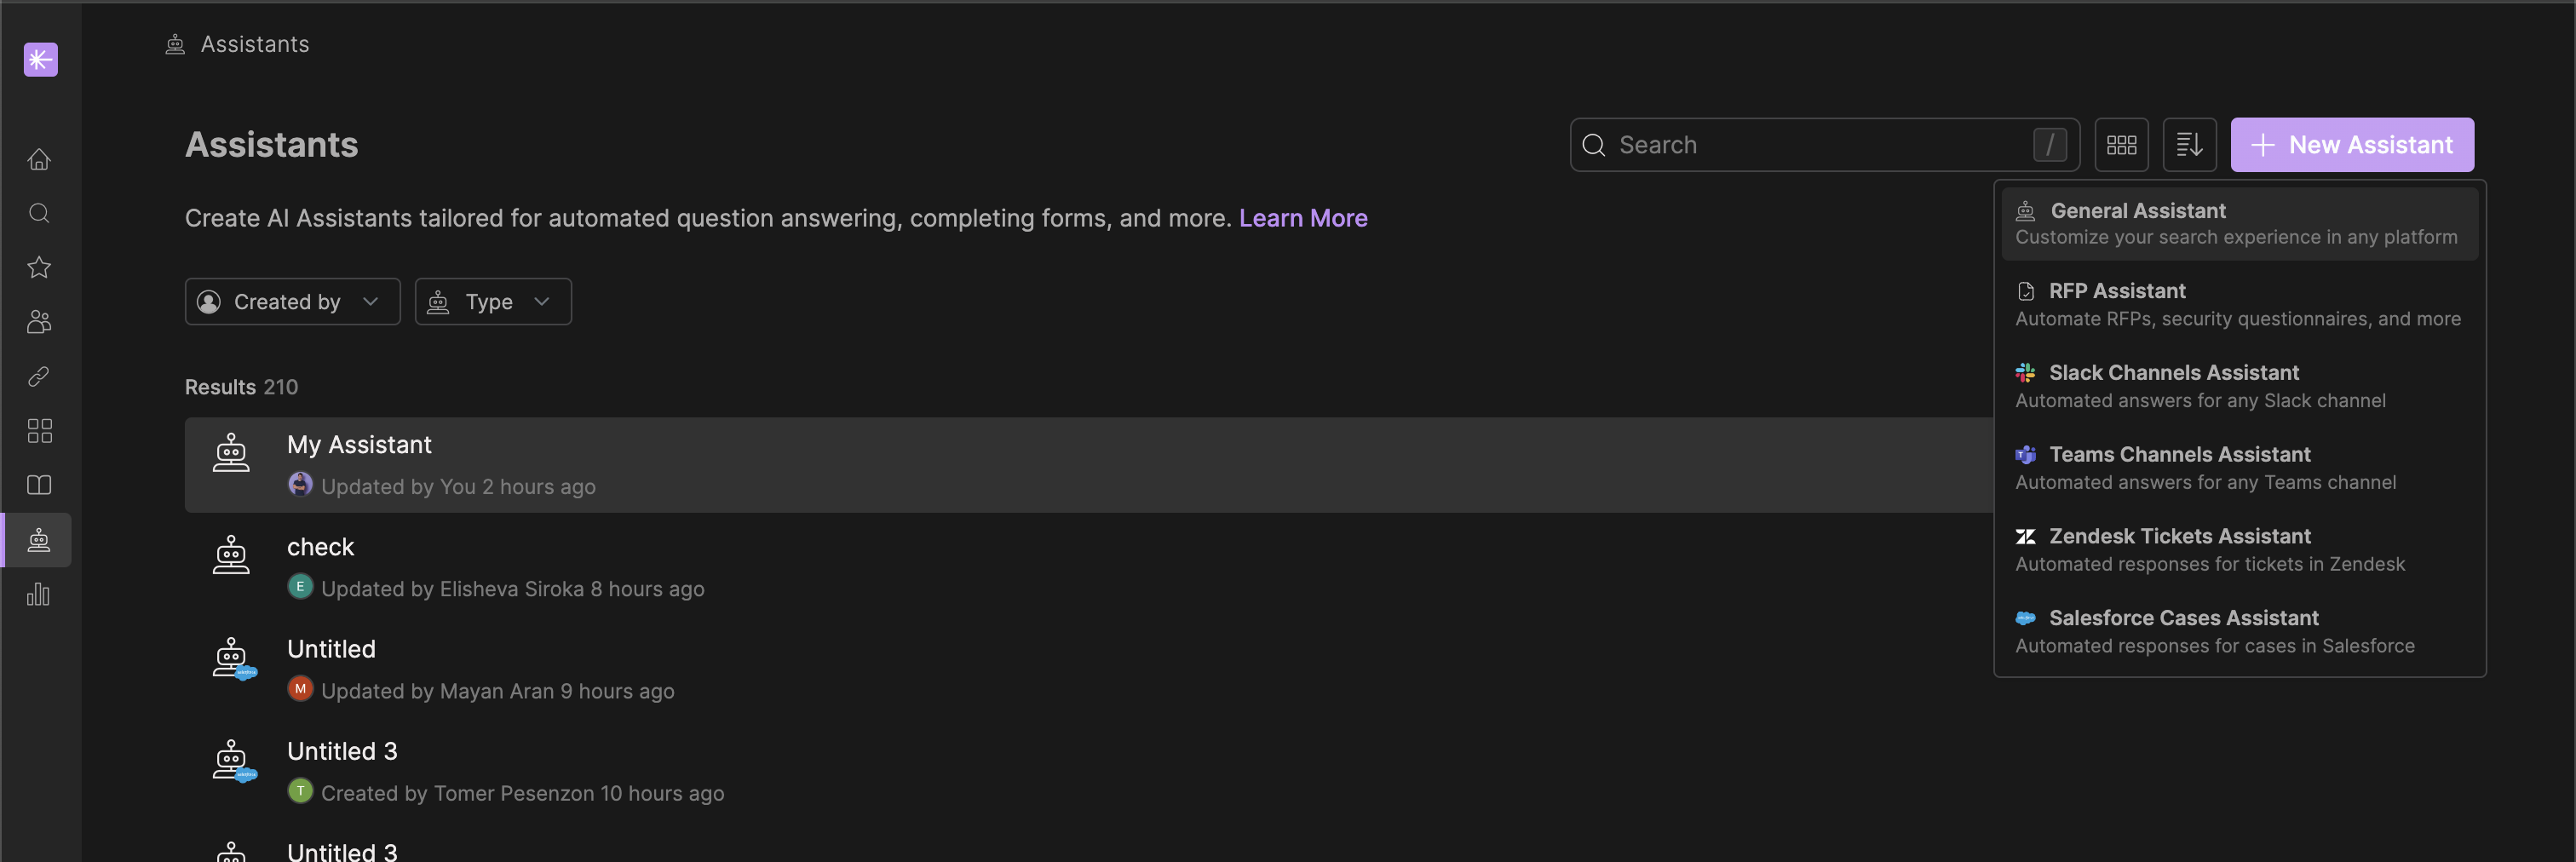 Assistants
Assistants
Search /
New Assistant
Create AI Assistants tailored for automated question answering, completing forms, and more. Learn More
Created by
Type
Results 210
My Assistant
Updated by You 2 hours ago
check
E Updated by Elisheva Siroka 8 hours ago
Untitled
M Updated by Mayan Aran 9 hours ago
Untitled 3
T Created by Tomer Pesenzon 10 hours ago
Untitled 3
General Assistant
Customize your search experience in any platform
RFP Assistant
Automate RFPs, security questionnaires, and more
Slack Channels Assistant
Automated answers for any Slack channel
Teams Channels Assistant
Automated answers for any Teams channel
Zendesk Tickets Assistant
Automated responses for tickets in Zendesk
Salesforce Cases Assistant
Automated responses for cases in Salesforce